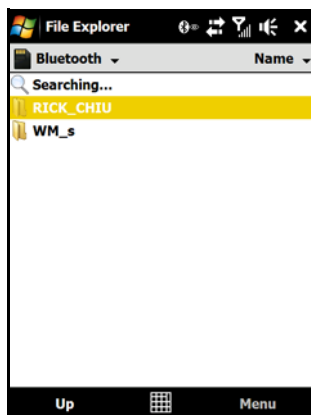 File Explorer
Bluetooth Name
Searching...
RICK_CHIU
WM_s
Up Menu